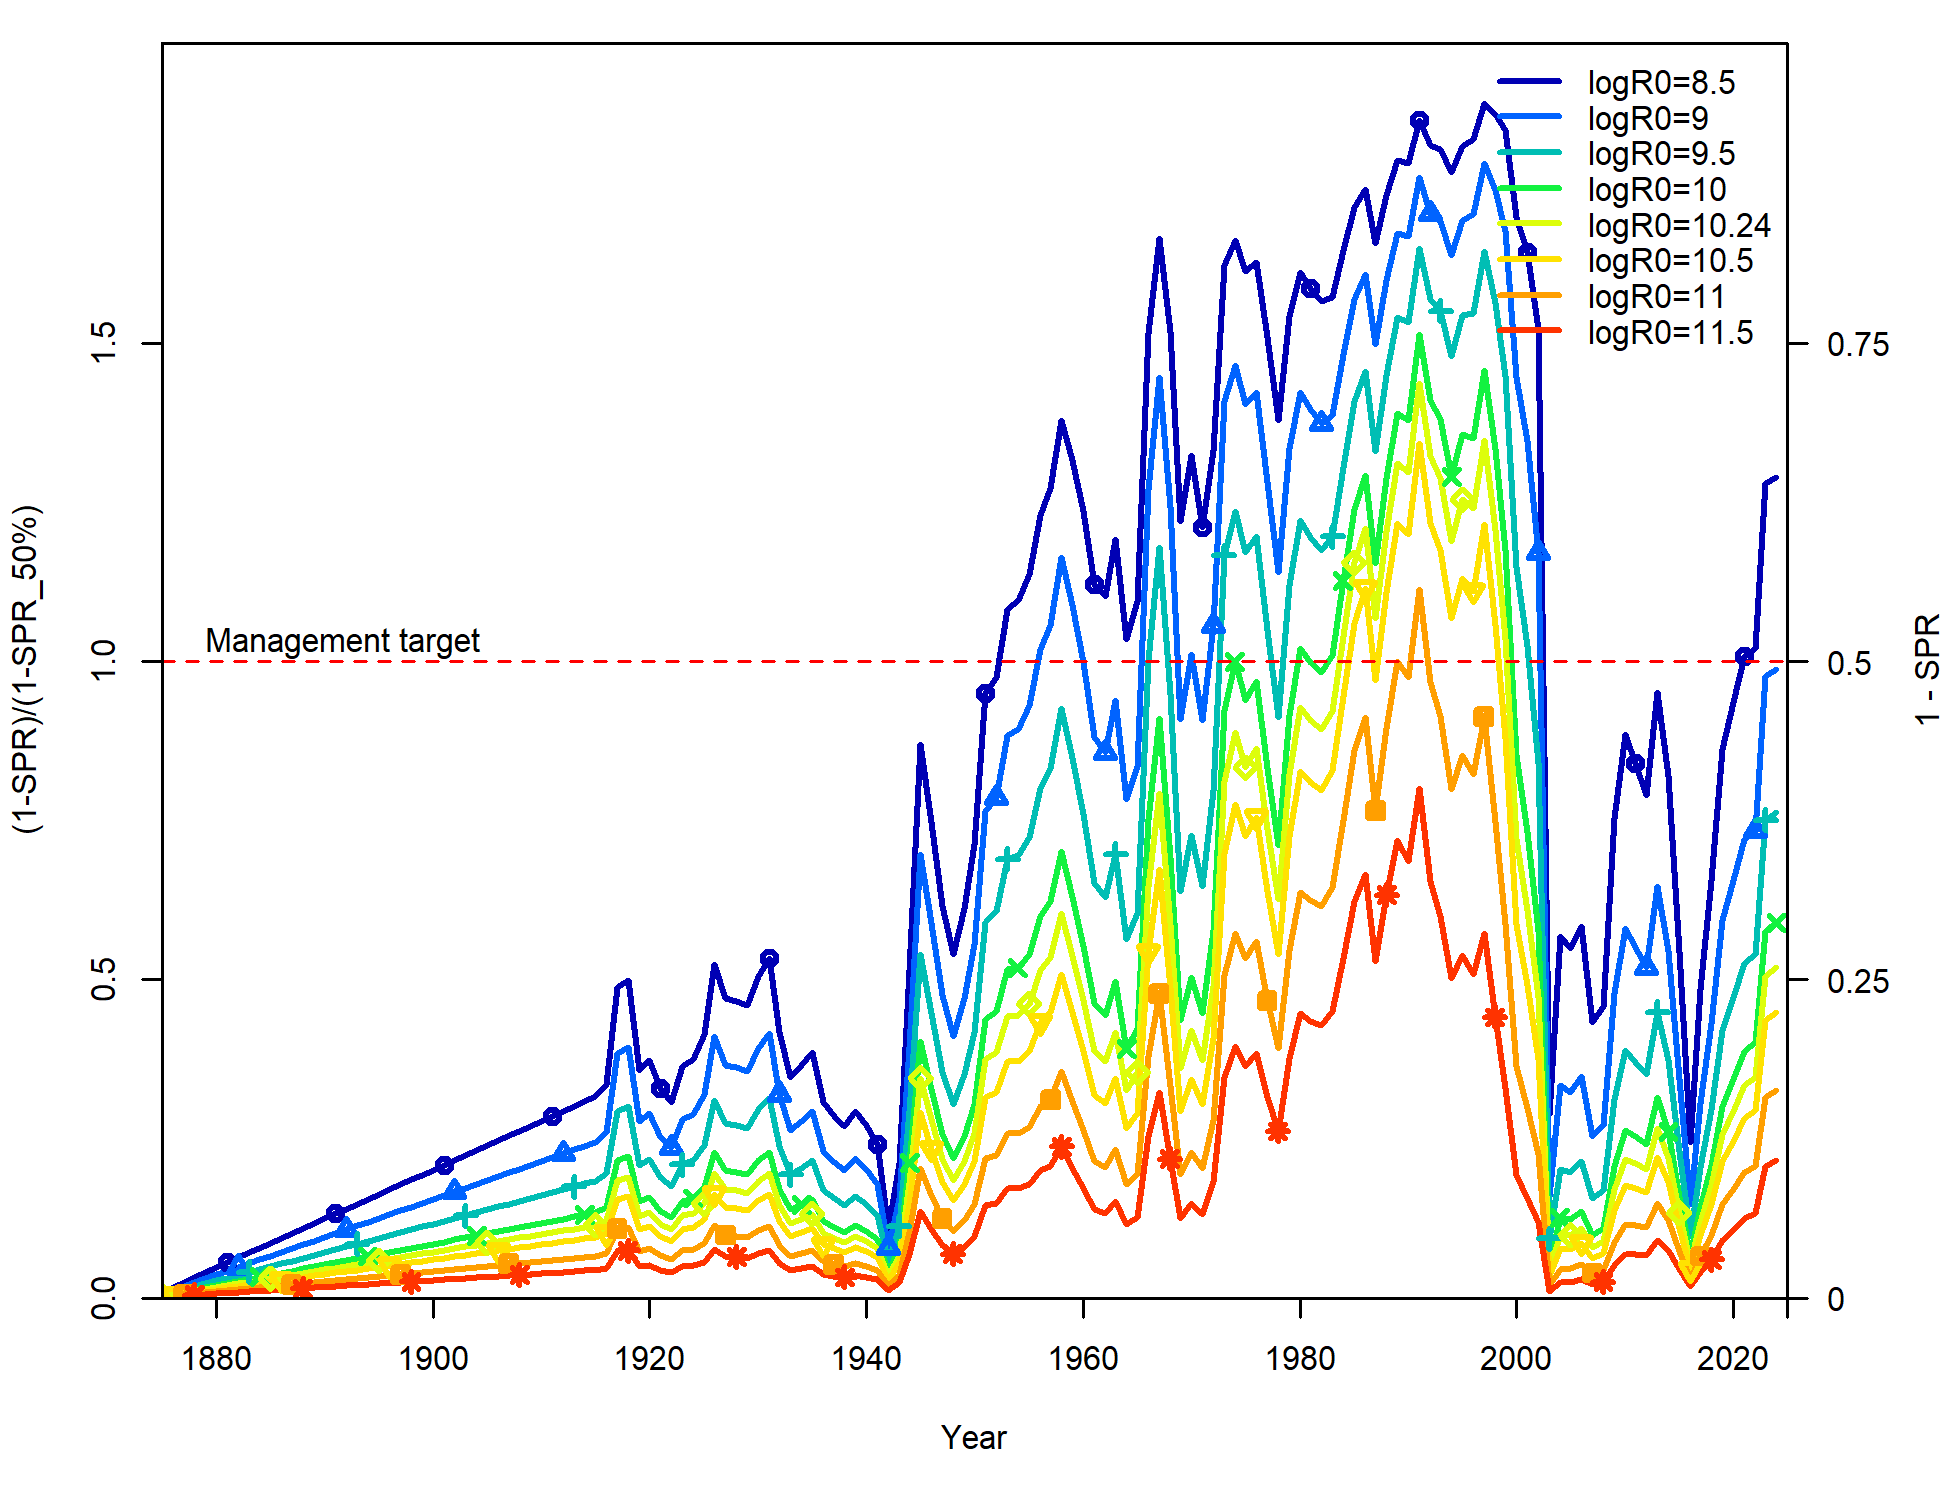 logR0=8.5
logR0=9
logR0=9.5
logR0=10
logR0=10.24
logR0=10.5
logR0=11
logR0=11.5
Management target
(1-SPR)/(1-SPR_50%)
0.0
0.5
1.0
1.5
1 - SPR
0
0.25
0.5
0.75
1880
1900
1920
1940
1960
1980
2000
2020
Year